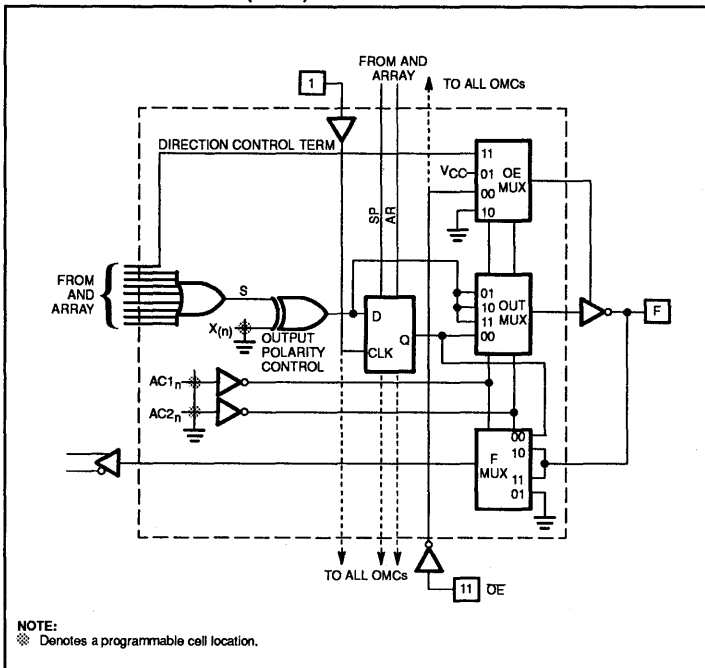 FROM AND
ARRAY
1
TO ALL OMCs
DIRECTION CONTROL TERM
11
VCC
01
OE
00
MUX
10
SP
AR
FROM
AND
ARRAY
S
X(n)
OUTPUT
POLARITY
CONTROL
D
Q
CLK
01
10
OUT
11
MUX
00
F
AC1n
AC2n
00
10
F
MUX
11
01
TO ALL OMCs
11
OE
NOTE:
Denotes a programmable cell location.